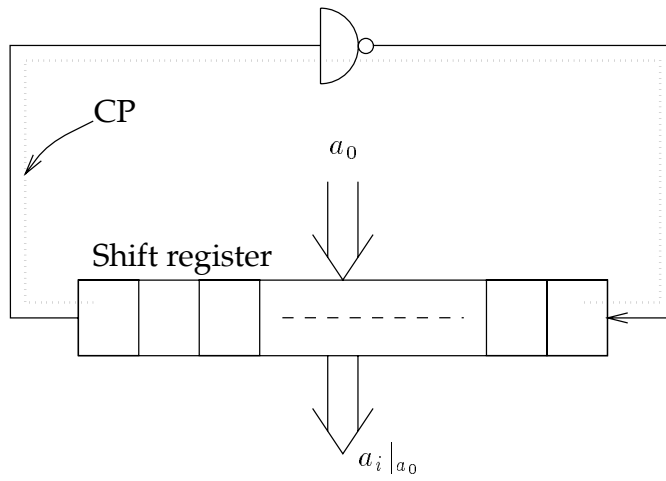 CP
a₀
Shift register
aᵢ|ₐ₀